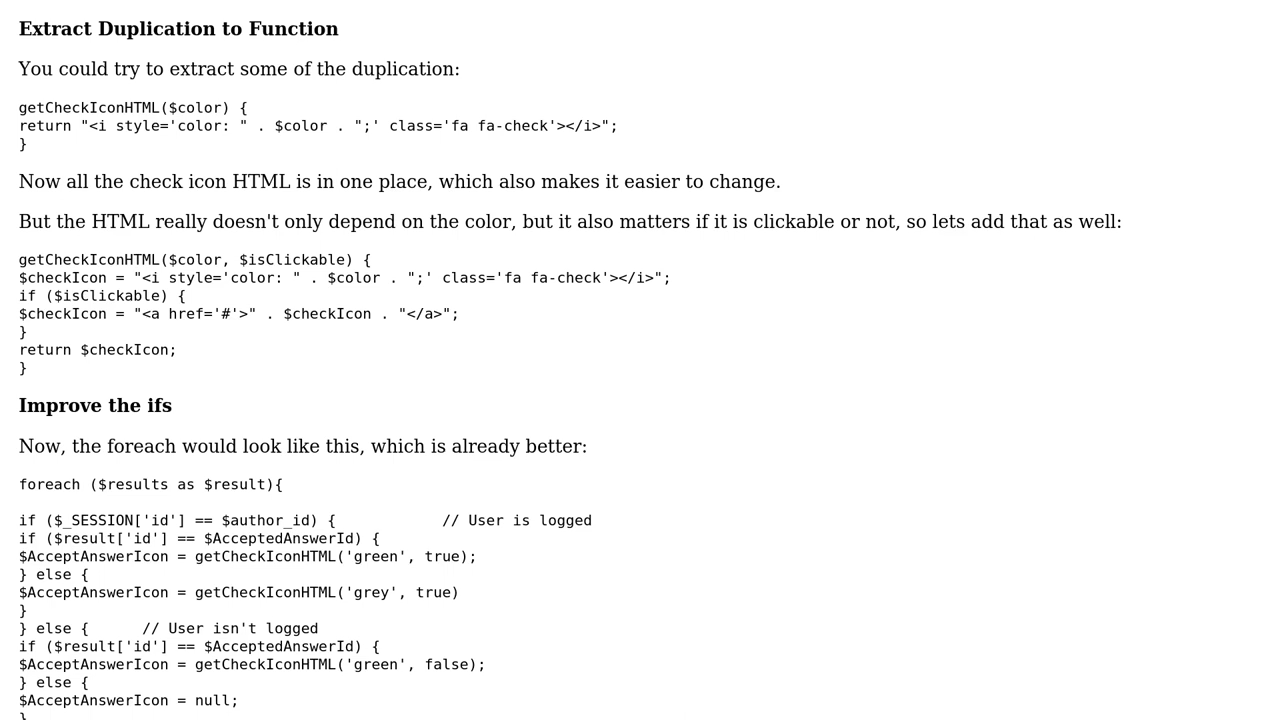 Extract Duplication to Function
You could try to extract some of the duplication:
getCheckIconHTML($color) {
return "<i style='color: " . $color . ";' class='fa fa-check'></i>";
}
Now all the check icon HTML is in one place, which also makes it easier to change.
But the HTML really doesn't only depend on the color, but it also matters if it is clickable or not, so lets add that as well:
getCheckIconHTML($color, $isClickable) {
$checkIcon = "<i style='color: " . $color . ";' class='fa fa-check'></i>";
if ($isClickable) {
$checkIcon = "<a href='#'>" . $checkIcon . "</a>";
}
return $checkIcon;
}
Improve the ifs
Now, the foreach would look like this, which is already better:
foreach ($results as $result){
if ($_SESSION['id'] == $author_id) {            // User is logged
if ($result['id'] == $AcceptedAnswerId) {
$AcceptAnswerIcon = getCheckIconHTML('green', true);
} else {
$AcceptAnswerIcon = getCheckIconHTML('grey', true)
}
} else {      // User isn't logged
if ($result['id'] == $AcceptedAnswerId) {
$AcceptAnswerIcon = getCheckIconHTML('green', false);
} else {
$AcceptAnswerIcon = null;
}